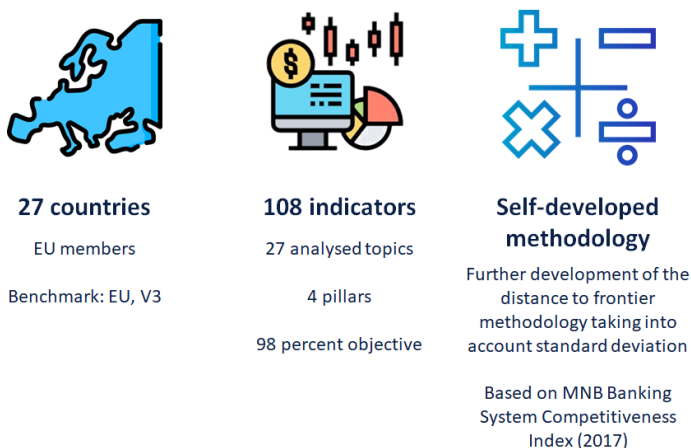 27 countries
EU members
Benchmark: EU, V3
$
108 indicators
27 analysed topics
4 pillars
98 percent objective
Self-developed
methodology
Further development of the
distance to frontier
methodology taking into
account standard deviation
Based on MNB Banking
System Competitiveness
Index (2017)